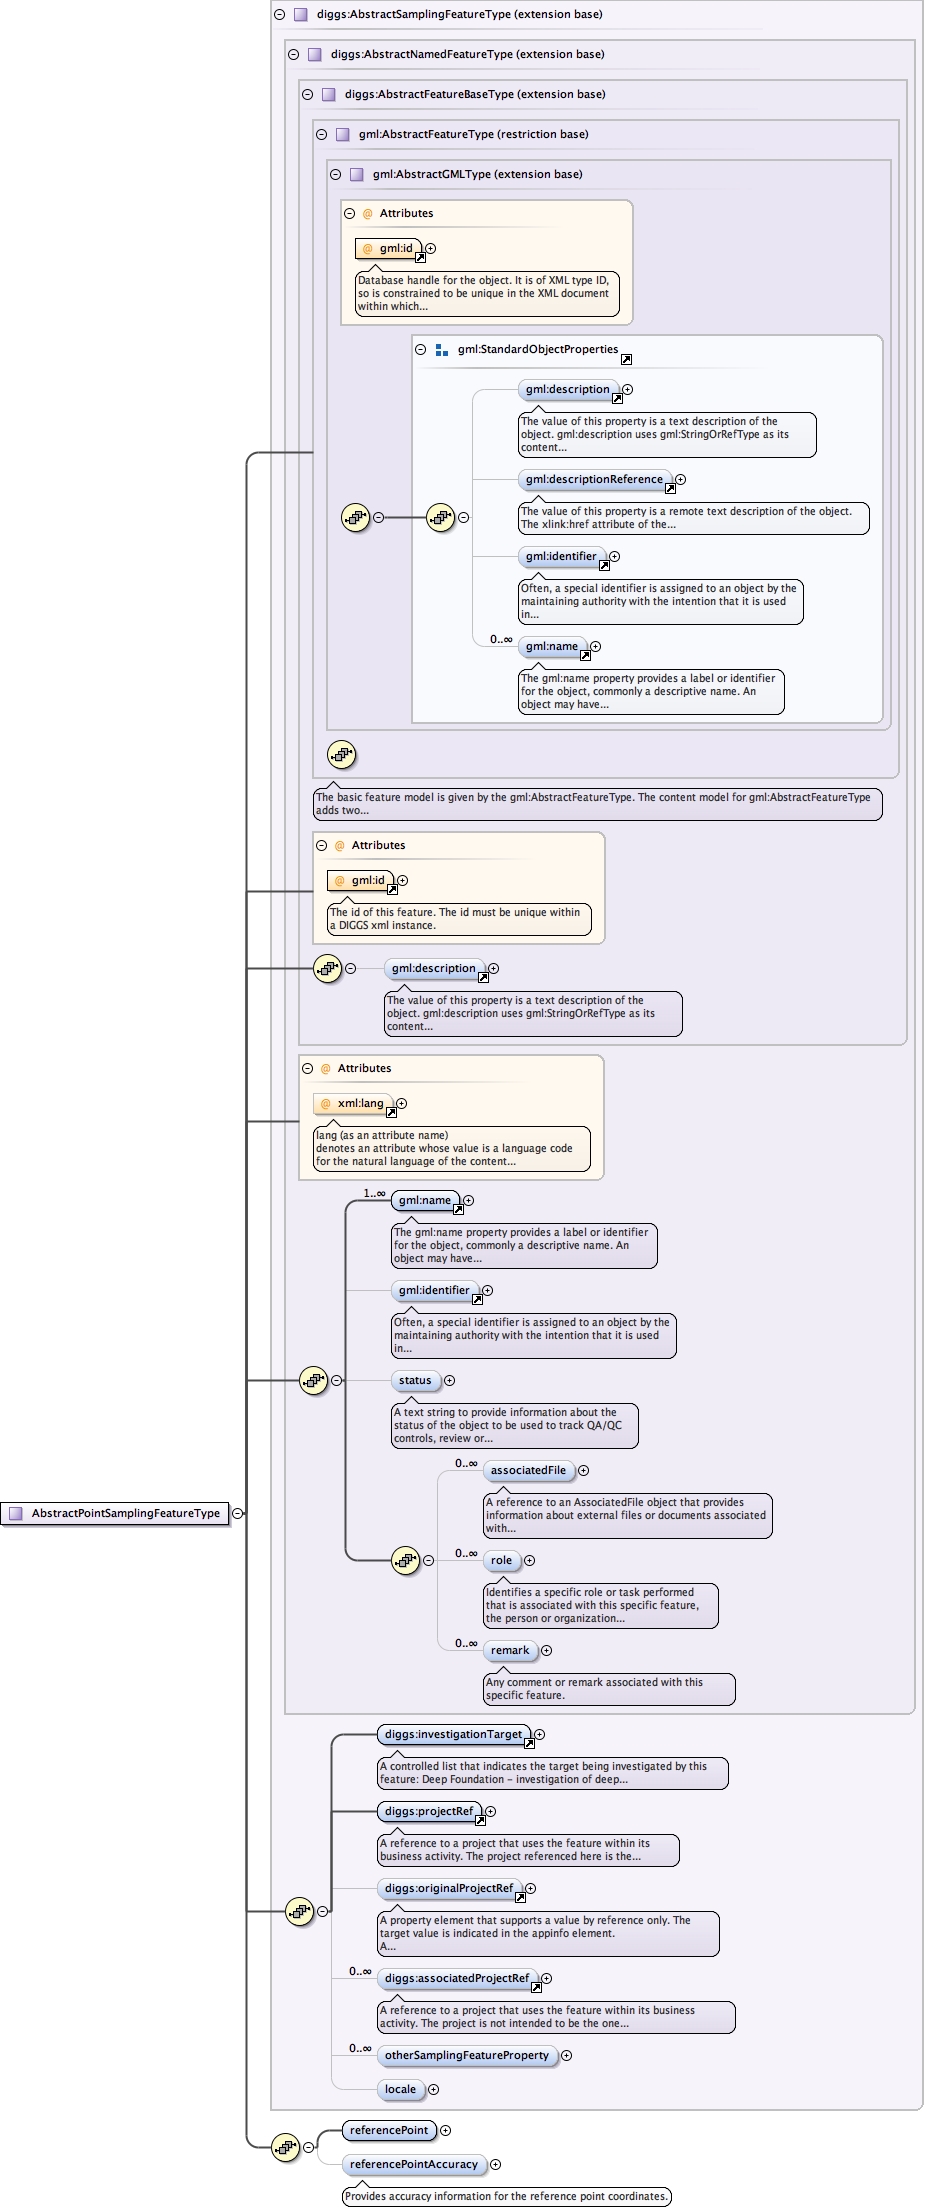 diggs:AbstractSamplingFeatureType (extension base)
diggs:AbstractNamedFeatureType (extension base)
diggs:AbstractFeatureBaseType (extension base)
gml:AbstractFeatureType (restriction base)
gml:AbstractGMLType (extension base)
@ Attributes
@ gml:id
Database handle for the object. It is of XML type ID,
so is constrained to be unique in the XML document
within which...
gml:StandardObjectProperties
gml:description
The value of this property is a text description of the
object. gml:description uses gml:StringOrRefType as its
content...
gml:descriptionReference
The value of this property is a remote text description of the object.
The xlink:href attribute of the...
gml:identifier
Often, a special identifier is assigned to an object by the
maintaining authority with the intention that it is used
in...
0..∞ gml:name
The gml:name property provides a label or identifier
for the object, commonly a descriptive name. An
object may have...
The basic feature model is given by the gml:AbstractFeatureType. The content model for gml:AbstractFeatureType
adds two...
@ Attributes
@ gml:id
The id of this feature. The id must be unique within
a DIGGS xml instance.
gml:description
The value of this property is a text description of the
object. gml:description uses gml:StringOrRefType as its
content...
@ Attributes
@ xml:lang
lang (as an attribute name)
denotes an attribute whose value is a language code
for the natural language of the content...
1..∞ gml:name
The gml:name property provides a label or identifier
for the object, commonly a descriptive name. An
object may have...
gml:identifier
Often, a special identifier is assigned to an object by the
maintaining authority with the intention that it is used
in...
status
A text string to provide information about the
status of the object to be used to track QA/QC
controls, review or...
0..∞ associatedFile
A reference to an AssociatedFile object that provides
information about external files or documents associated
with...
AbstractPointSamplingFeatureType
0..∞ role
Identifies a specific role or task performed
that is associated with this specific feature,
the person or organization...
0..∞ remark
Any comment or remark associated with this
specific feature.
diggs:investigationTarget
A controlled list that indicates the target being investigated by this
feature: Deep Foundation – investigation of deep...
diggs:projectRef
A reference to a project that uses the feature within its
business activity. The project referenced here is the...
diggs:originalProjectRef
A property element that supports a value by reference only. The
target value is indicated in the appinfo element.
A...
0..∞ diggs:associatedProjectRef
A reference to a project that uses the feature within its business
activity. The project is not intended to be the one...
0..∞ otherSamplingFeatureProperty
locale
referencePoint
referencePointAccuracy
Provides accuracy information for the reference point coordinates.